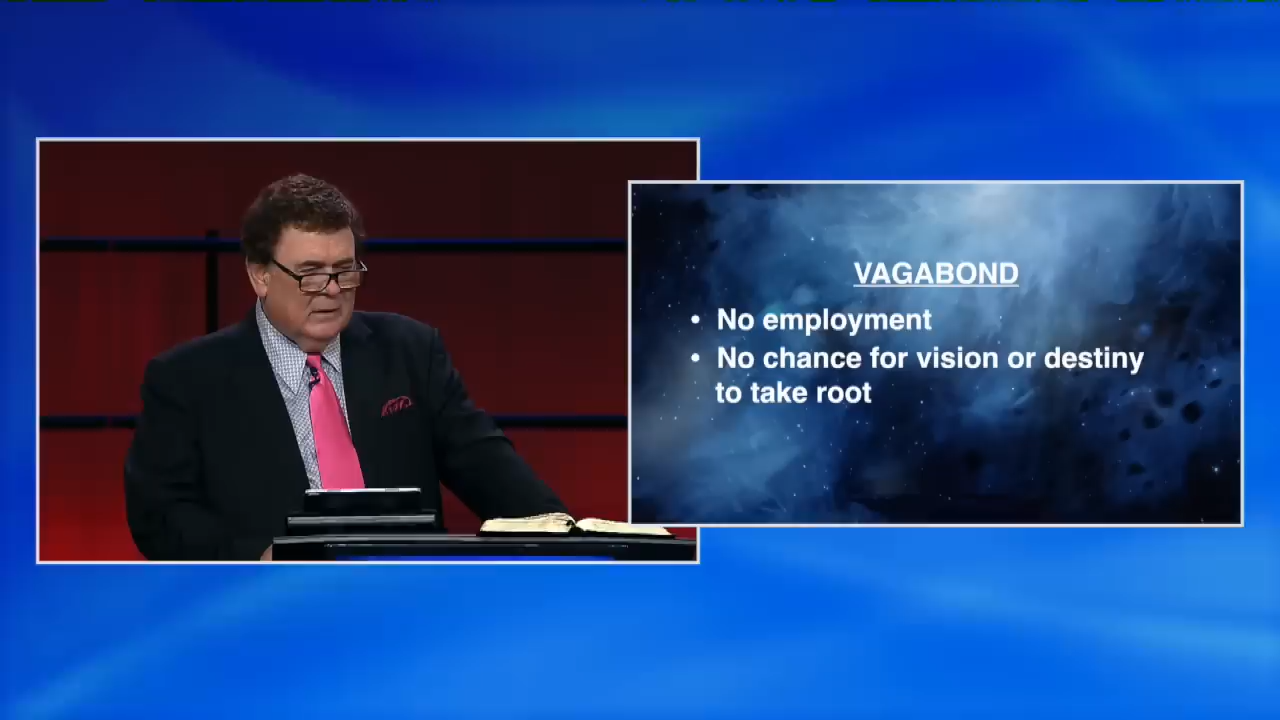 VAGABOND
• No employment
• No chance for vision or destiny
to take root